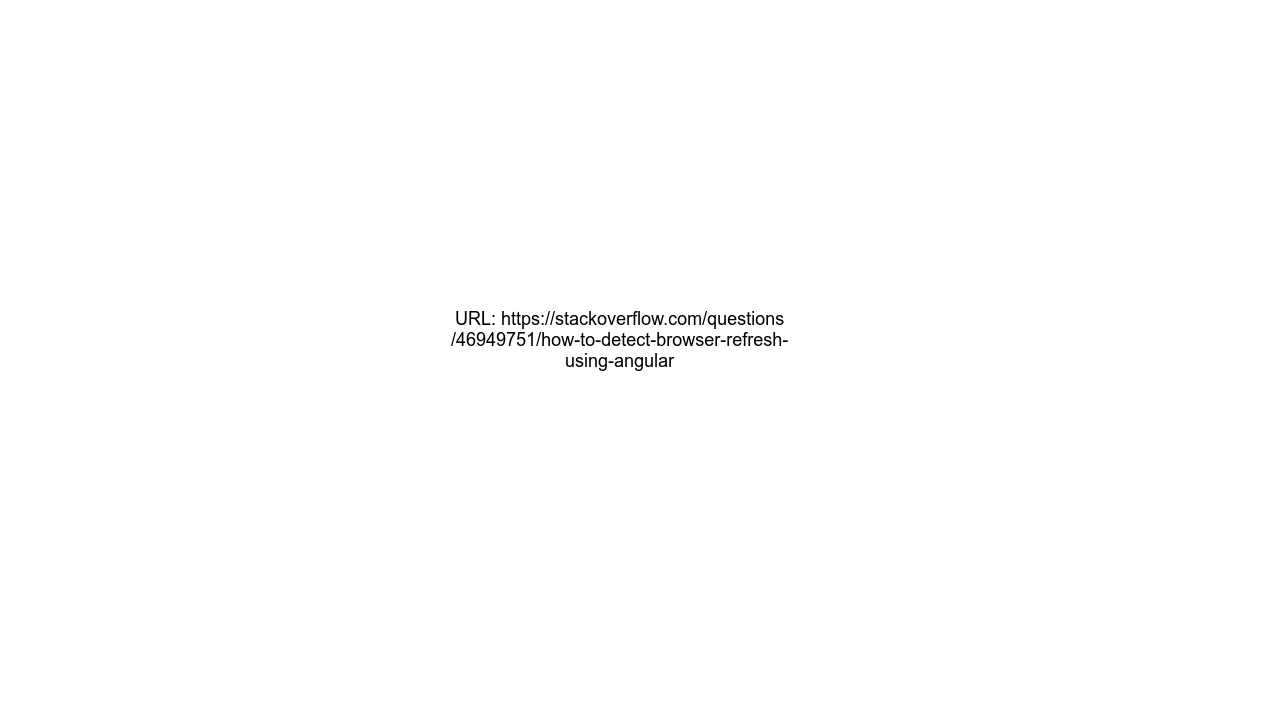 URL: https://stackoverflow.com/questions
/46949751/how-to-detect-browser-refresh-
using-angular